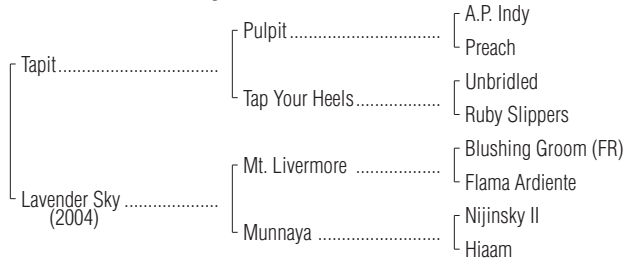 A.P. Indy
Pulpit ..........................................
Preach
Tapit.................................
Unbridled
Tap Your Heels.......................
Ruby Slippers
Blushing Groom (FR)
Mt. Livermore .......................
Flama Ardiente
Lavender Sky ...................
(2004)
Nijinsky II
Munnaya .................................
Hiaam